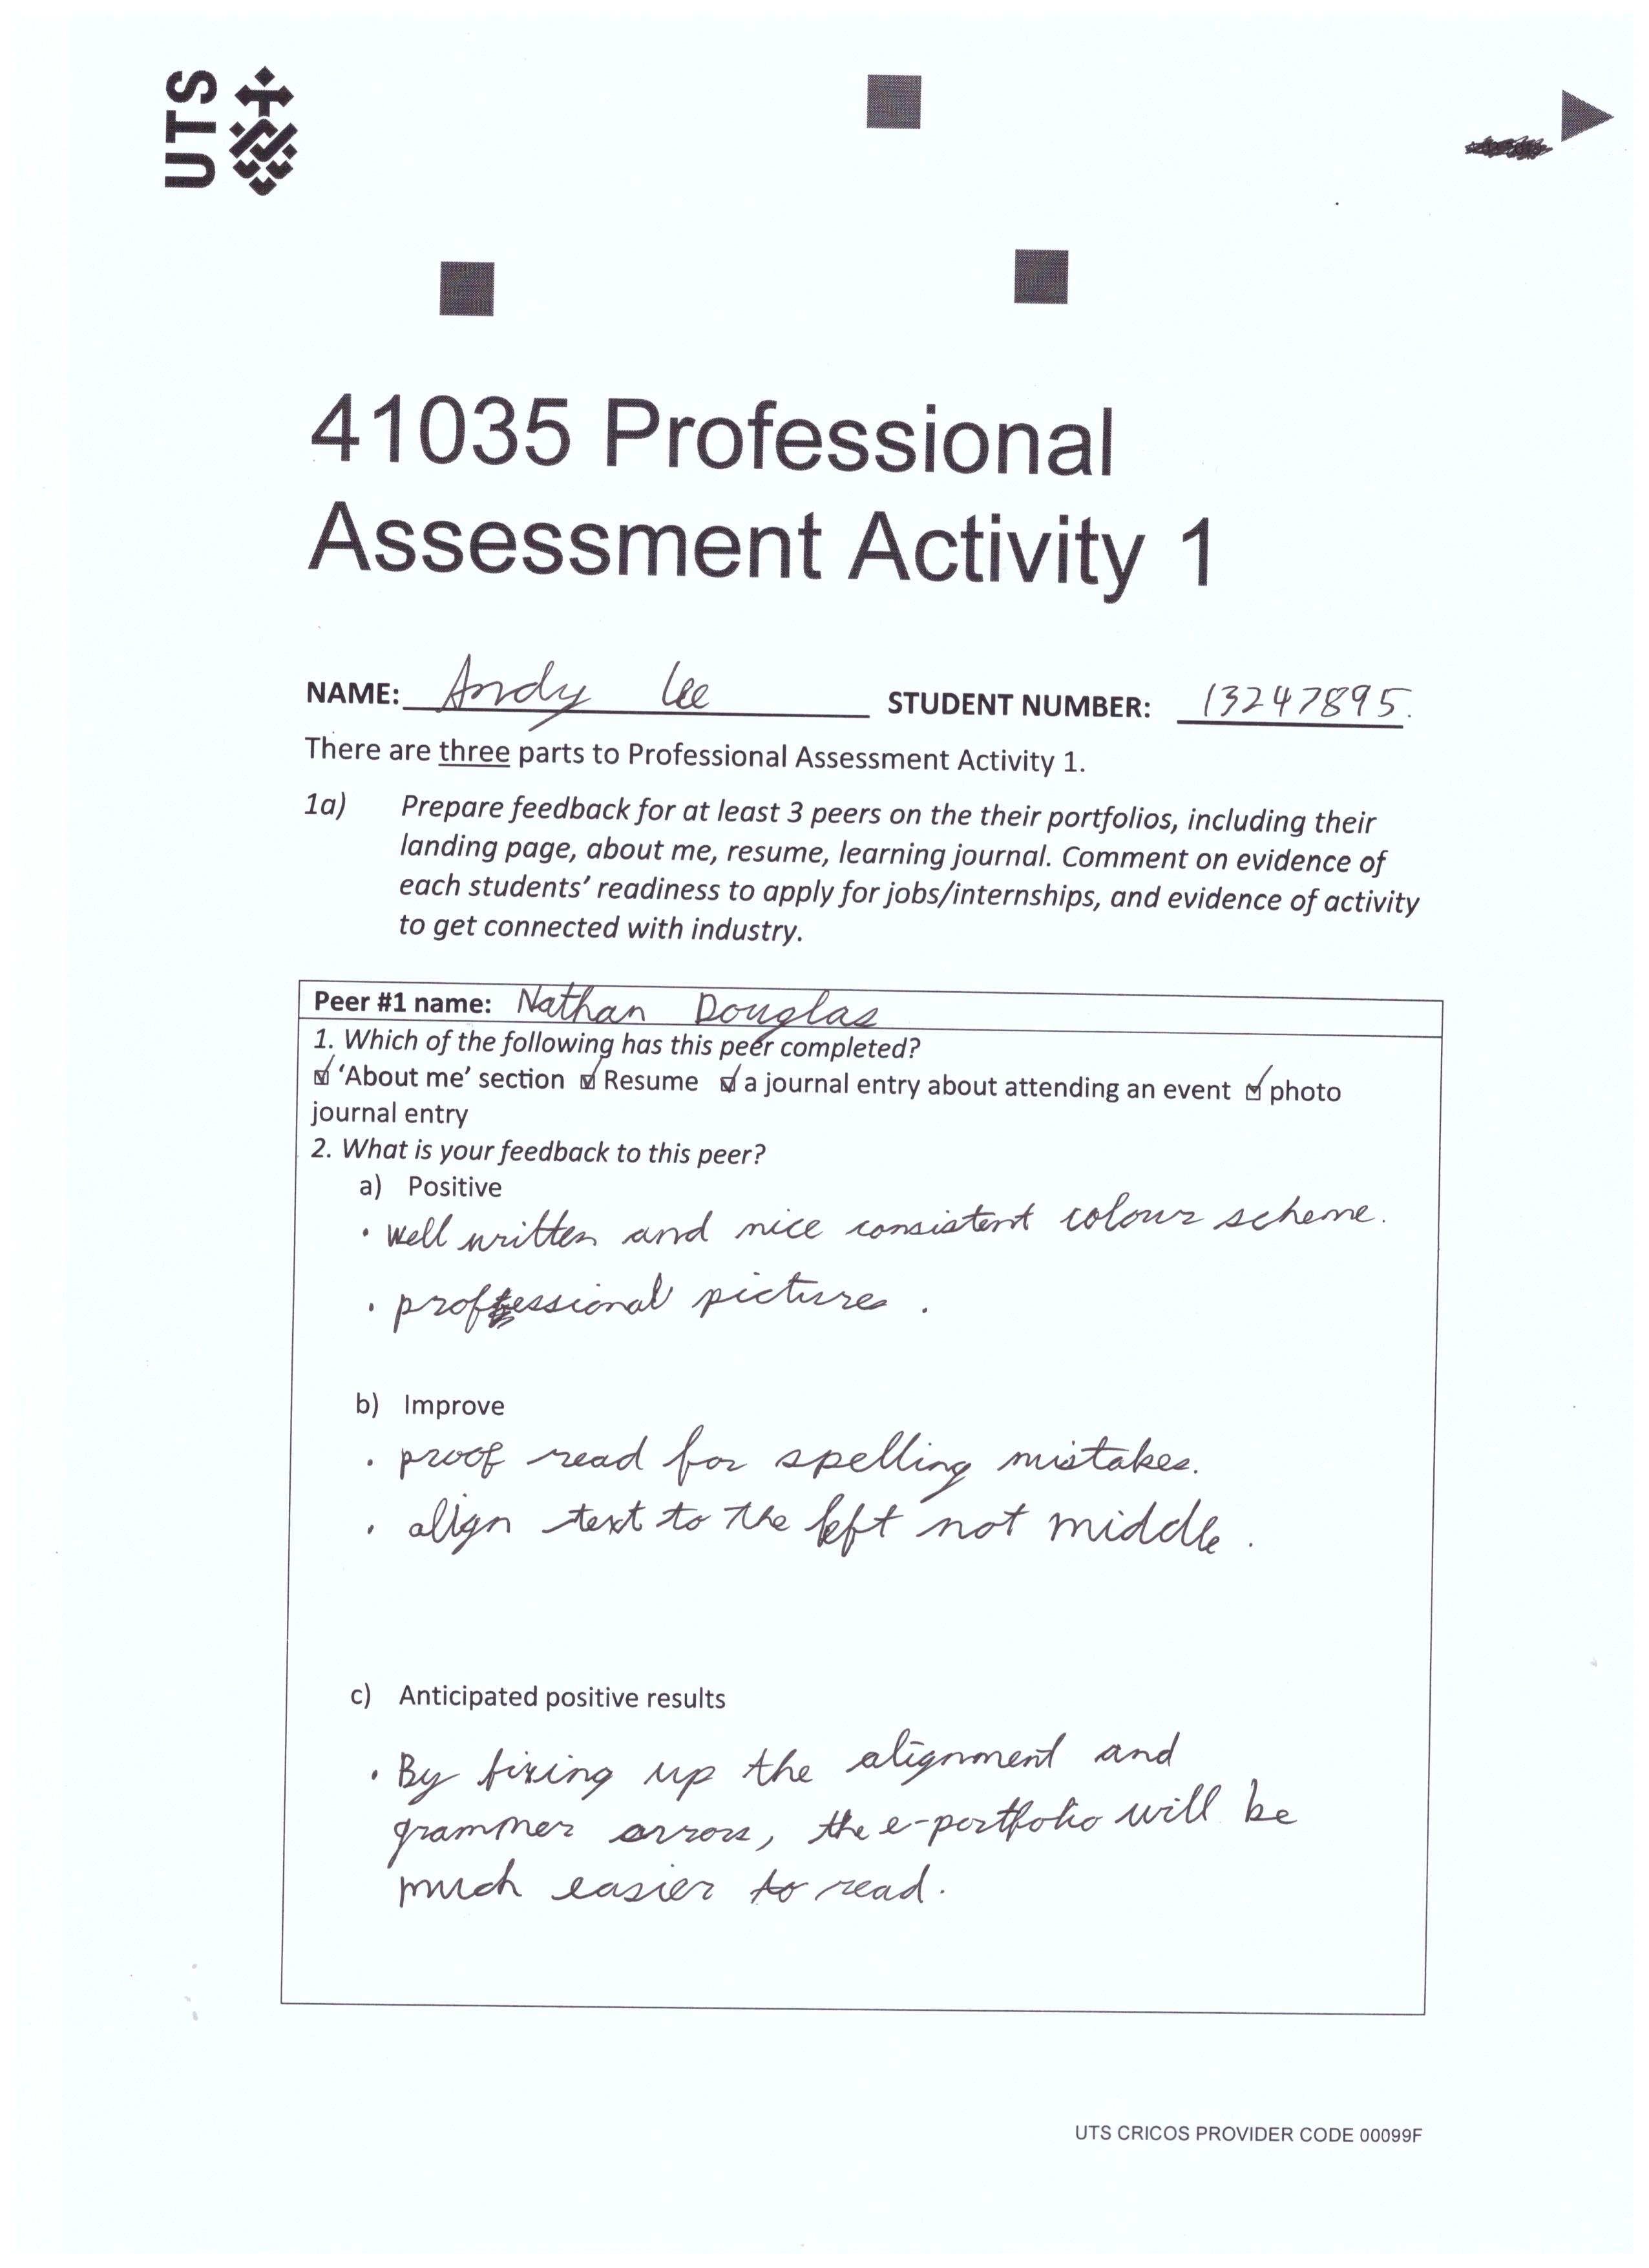 UTS
41035 Professional
Assessment Activity 1
NAME: Andy Lee STUDENT NUMBER: 13247895.
There are three parts to Professional Assessment Activity 1.
1a) Prepare feedback for at least 3 peers on the their portfolios, including their
landing page, about me, resume, learning journal. Comment on evidence of
each students' readiness to apply for jobs/internships, and evidence of activity
to get connected with industry.
Peer #1 name: Nathan Douglas
1. Which of the following has this peer completed?
☑ 'About me' section ☑ Resume ☑ a journal entry about attending an event ☑ photo
journal entry
2. What is your feedback to this peer?
a) Positive
• well written and nice consistent colour scheme.
• professional pictures.
b) Improve
• proof read for spelling mistakes.
• align text to the left not middle.
c) Anticipated positive results
• By fixing up the alignment and
grammer errors, the e-portfolio will be
much easier to read.
UTS CRICOS PROVIDER CODE 00099F